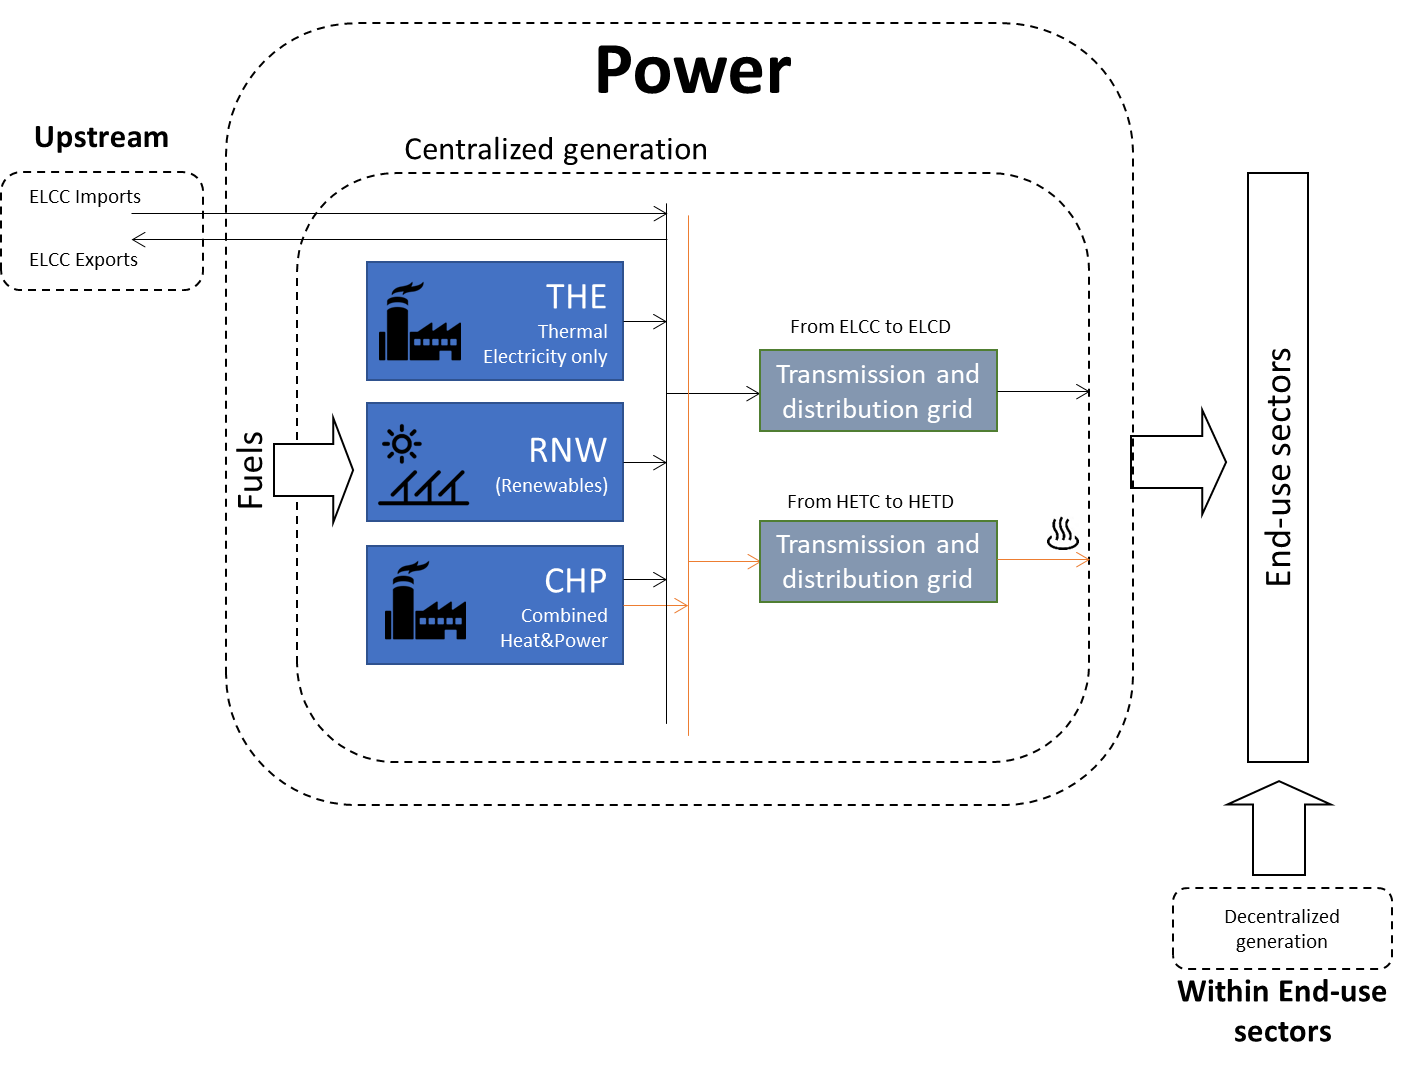 Power
Upstream
Centralized generation
ELCC Imports
ELCC Exports
THE
Thermal
Electricity only
From ELCC to ELCD
Transmission and
distribution grid
Fuels
RNW
(Renewables)
From HETC to HETD
Transmission and
distribution grid
CHP
Combined
Heat&Power
End-use sectors
Decentralized
generation
Within End-use
sectors